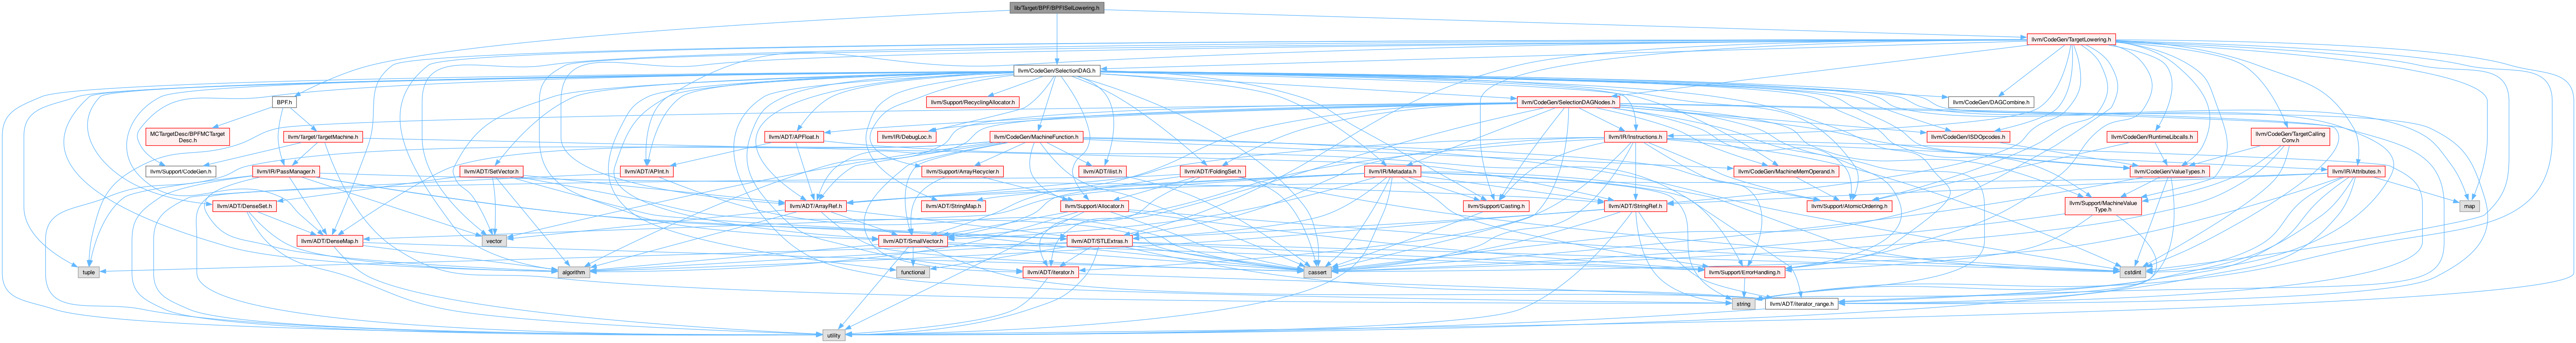 lib/Target/BPF/BPFISelLowering.h
llvm/CodeGen/TargetLowering.h
llvm/CodeGen/SelectionDAG.h
BPF.h
llvm/Support/RecyclingAllocator.h
llvm/CodeGen/SelectionDAGNodes.h
llvm/CodeGen/DAGCombine.h
MCTargetDesc/BPFMCTarget
Desc.h
llvm/Target/TargetMachine.h
llvm/ADT/APFloat.h
llvm/IR/DebugLoc.h
llvm/CodeGen/MachineFunction.h
llvm/IR/Instructions.h
llvm/CodeGen/ISDOpcodes.h
llvm/CodeGen/RuntimeLibcalls.h
llvm/CodeGen/TargetCalling
Conv.h
llvm/Support/CodeGen.h
llvm/IR/PassManager.h
llvm/ADT/SetVector.h
llvm/ADT/APInt.h
llvm/Support/ArrayRecycler.h
llvm/ADT/ilist.h
llvm/ADT/FoldingSet.h
llvm/IR/Metadata.h
llvm/CodeGen/MachineMemOperand.h
llvm/CodeGen/ValueTypes.h
llvm/IR/Attributes.h
llvm/ADT/DenseSet.h
llvm/ADT/ArrayRef.h
llvm/ADT/StringMap.h
llvm/Support/Allocator.h
llvm/Support/Casting.h
llvm/ADT/StringRef.h
llvm/Support/AtomicOrdering.h
llvm/Support/MachineValue
Type.h
map
llvm/ADT/DenseMap.h
vector
llvm/ADT/SmallVector.h
llvm/ADT/STLExtras.h
tuple
algorithm
functional
llvm/ADT/iterator.h
cassert
llvm/Support/ErrorHandling.h
cstdint
string
llvm/ADT/iterator_range.h
utility